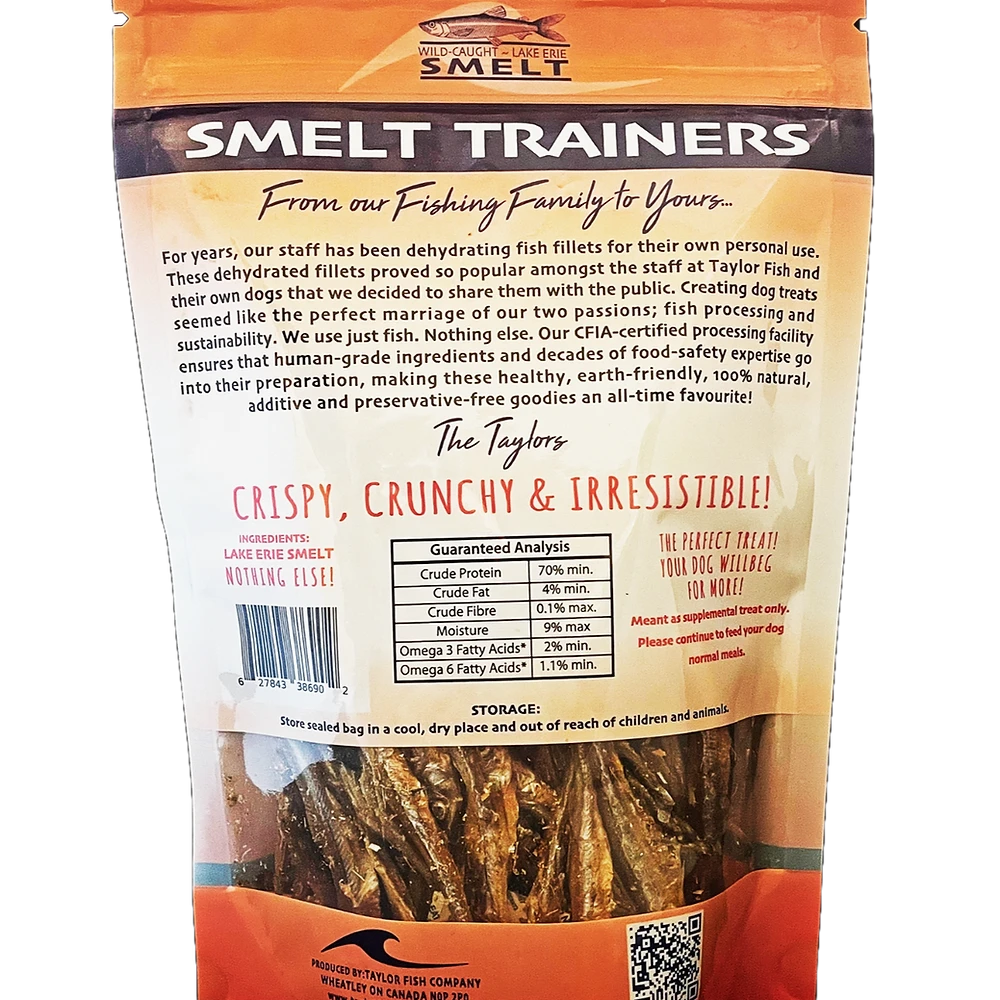 WILD-CAUGHT ~ LAKE ERIE
SMELT
SMELT TRAINERS
From our Fishing Family to Yours...
For years, our staff has been dehydrating fish fillets for their own personal use.
These dehydrated fillets proved so popular amongst the staff at Taylor Fish and
their own dogs that we decided to share them with the public. Creating dog treats
seemed like the perfect marriage of our two passions; fish processing and
sustainability. We use just fish. Nothing else. Our CFIA-certified processing facility
ensures that human-grade ingredients and decades of food-safety expertise go
into their preparation, making these healthy, earth-friendly, 100% natural,
additive and preservative-free goodies an all-time favourite!
The Taylors
CRISPY, CRUNCHY & IRRESISTIBLE!
INGREDIENTS:
LAKE ERIE SMELT
NOTHING ELSE!
6 27843 38690 2
Guaranteed Analysis
Crude Protein 70% min.
Crude Fat 4% min.
Crude Fibre 0.1% max.
Moisture 9% max
Omega 3 Fatty Acids* 2% min.
Omega 6 Fatty Acids* 1.1% min.
THE PERFECT TREAT!
YOUR DOG WILLBEG
FOR MORE!
Meant as supplemental treat only.
Please continue to feed your dog
normal meals.
STORAGE:
Store sealed bag in a cool, dry place and out of reach of children and animals.
PRODUCED BY:TAYLOR FISH COMPANY
WHEATLEY ON CANADA N0P 2P0